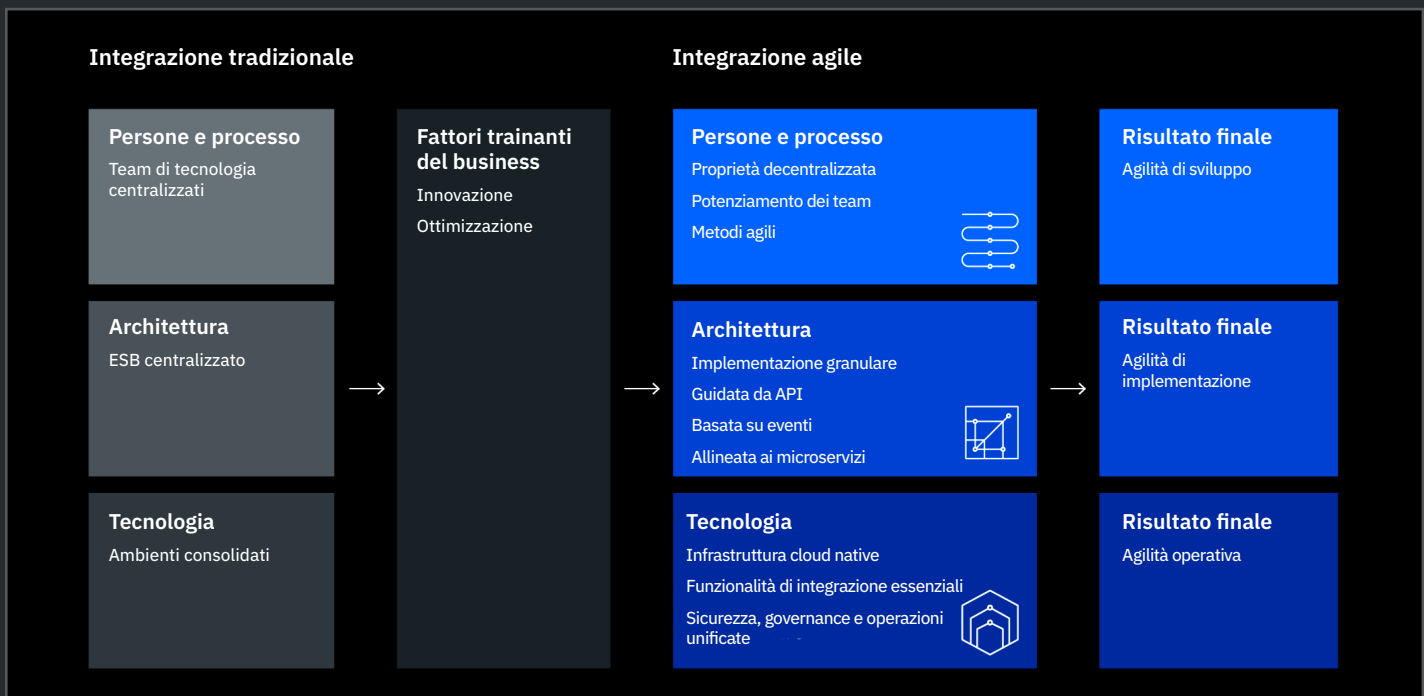 Integrazione tradizionale
Integrazione agile
Persone e processo
Team di tecnologia
centralizzati
Architettura
ESB centralizzato
Tecnologia
Ambienti consolidati
Fattori trainanti
del business
Innovazione
Ottimizzazione
Persone e processo
Proprietà decentralizzata
Potenziamento dei team
Metodi agili
Architettura
Implementazione granulare
Guidata da API
Basata su eventi
Allineata ai microservizi
Tecnologia
Infrastruttura cloud native
Funzionalità di integrazione essenziali
Sicurezza, governance e operazioni
unificate
Risultato finale
Agilità di sviluppo
Risultato finale
Agilità di
implementazione
Risultato finale
Agilità operativa